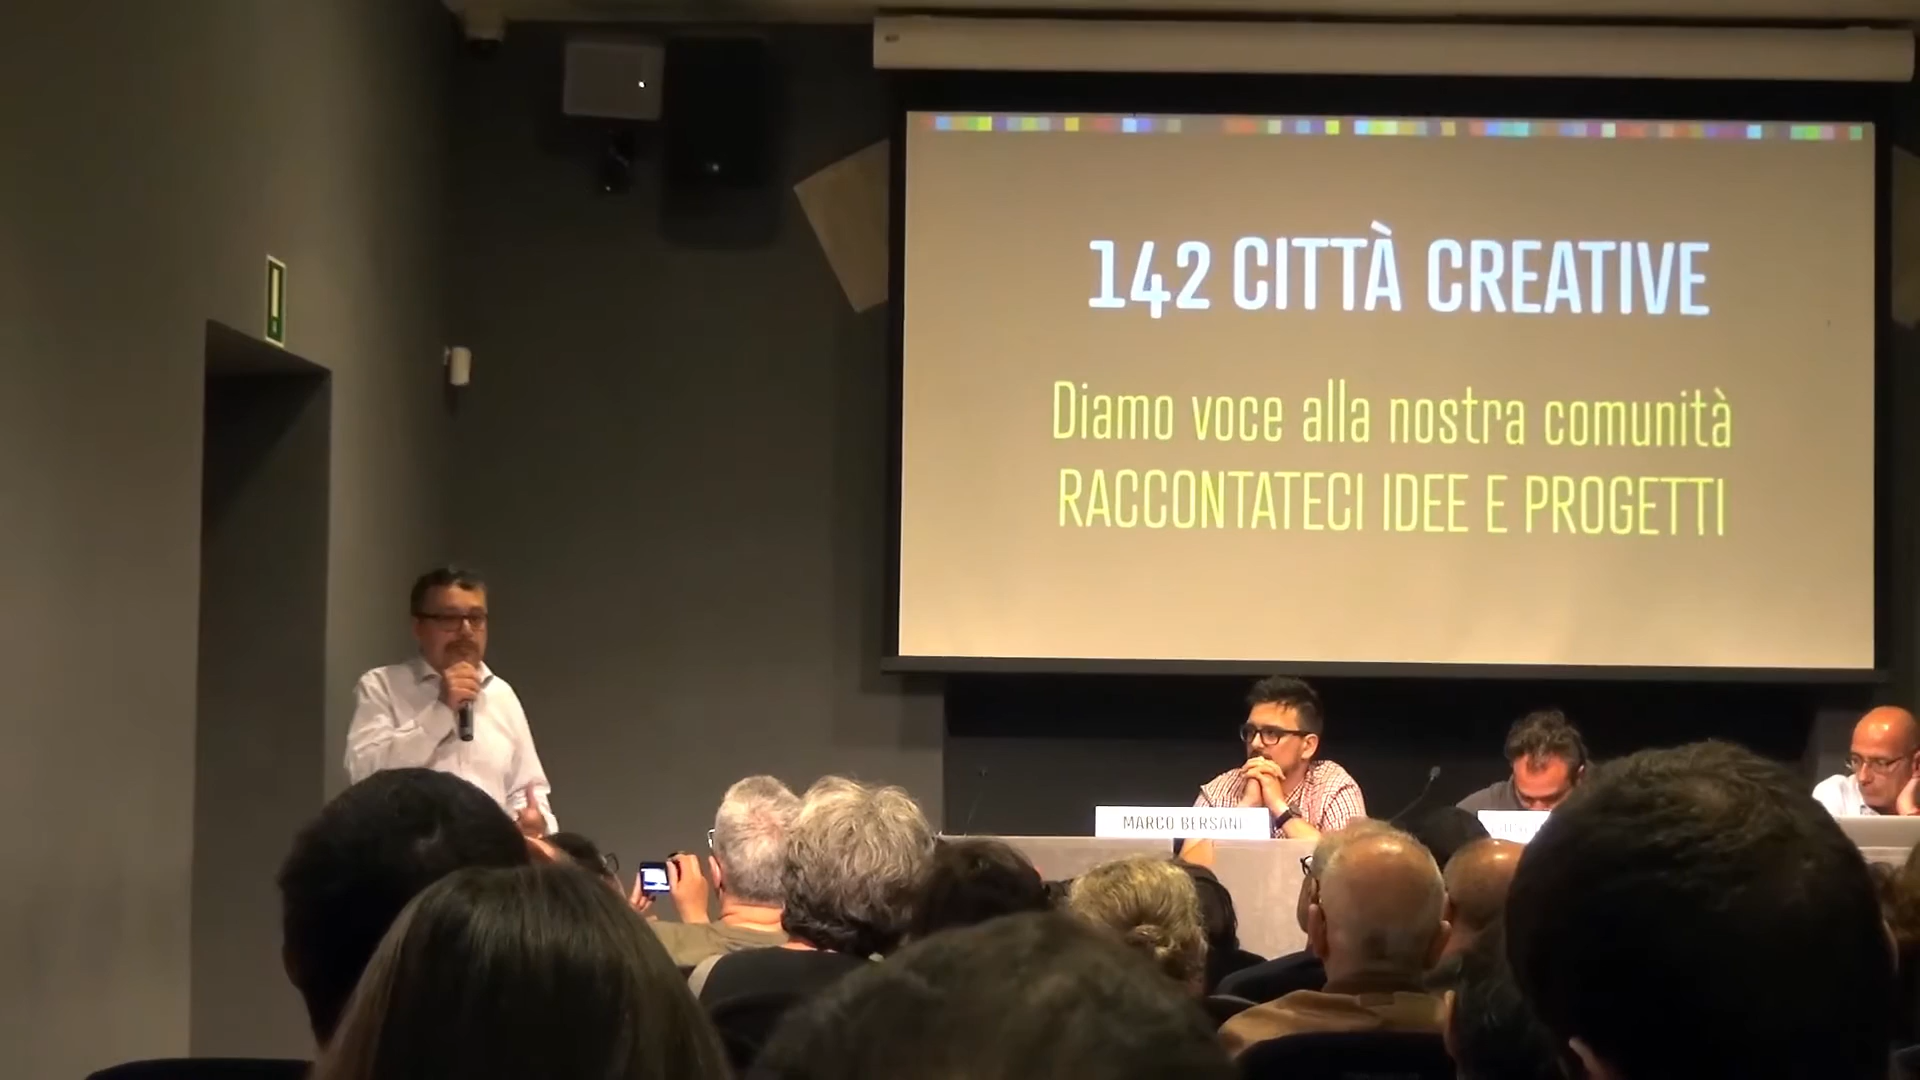 142 CITTÀ CREATIVE
Diamo voce alla nostra comunità
RACCONTATECI IDEE E PROGETTI
MARCO BERSANI